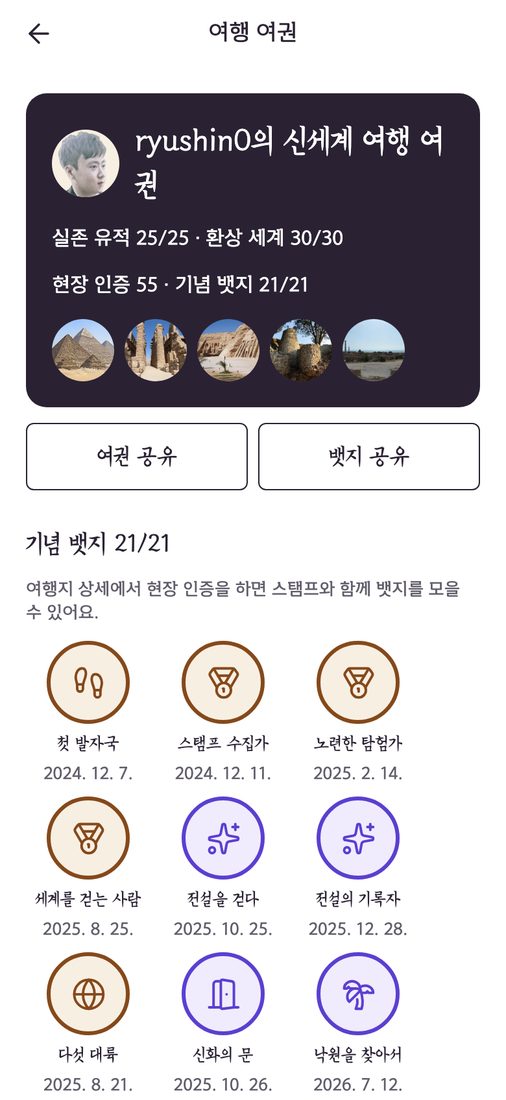 여행 여권
ryushin0의 신세계 여행 여
권
실존 유적 25/25 · 환상 세계 30/30
현장 인증 55 · 기념 뱃지 21/21
여권 공유
뱃지 공유
기념 뱃지 21/21
여행지 상세에서 현장 인증을 하면 스탬프와 함께 뱃지를 모을
수 있어요.
첫 발자국
스탬프 수집가
노련한 탐험가
2024. 12. 7.
2024. 12. 11.
2025. 2. 14.
세계를 걷는 사람
전설을 걷다
전설의 기록자
2025. 8. 25.
2025. 10. 25.
2025. 12. 28.
다섯 대륙
신화의 문
낙원을 찾아서
2025. 8. 21.
2025. 10. 26.
2026. 7. 12.